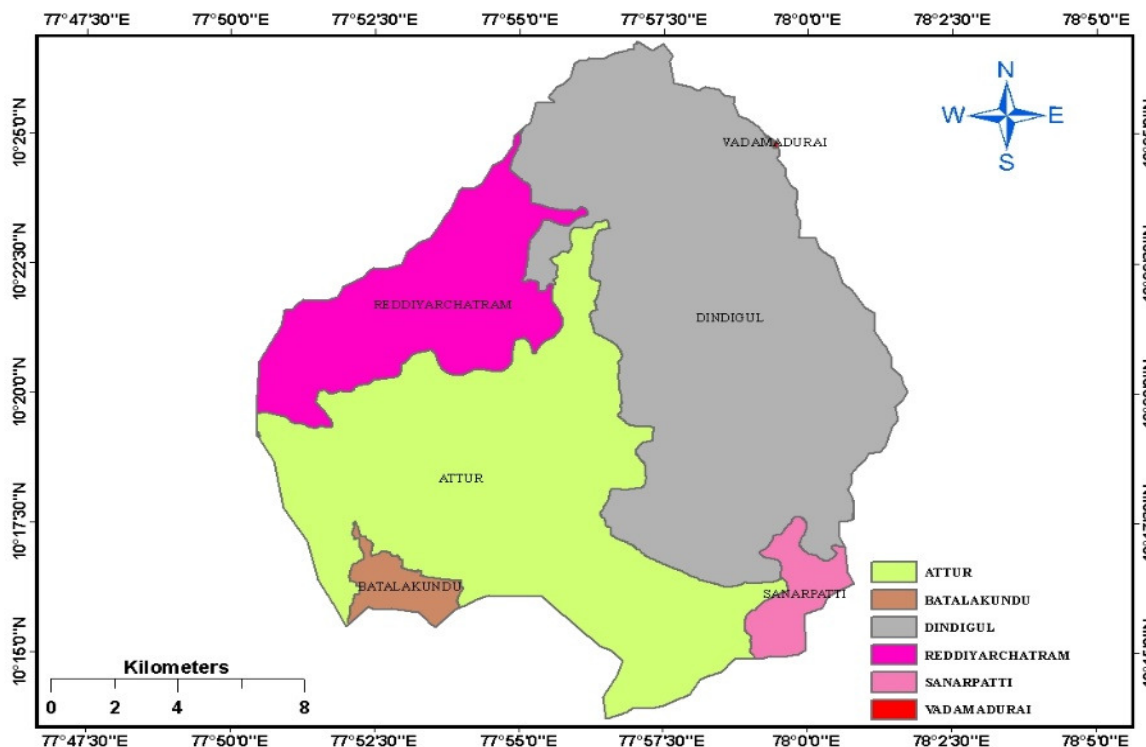 77°47'30"E 77°50'0"E 77°52'30"E 77°55'0"E 77°57'30"E 78°0'0"E 78°2'30"E 78°5'0"E
N
W E
S
10°25'0"N
VADAMADURAI
10°22'30"N
REDDIYARCHATRAM
DINDIGUL
10°20'0"N
ATTUR
10°17'30"N
BATALAKUNDU
SANARPATTI
10°15'0"N
Kilometers
0 2 4 8
ATTUR
BATALAKUNDU
DINDIGUL
REDDIYARCHATRAM
SANARPATTI
VADAMADURAI
77°47'30"E 77°50'0"E 77°52'30"E 77°55'0"E 77°57'30"E 78°0'0"E 78°2'30"E 78°5'0"E